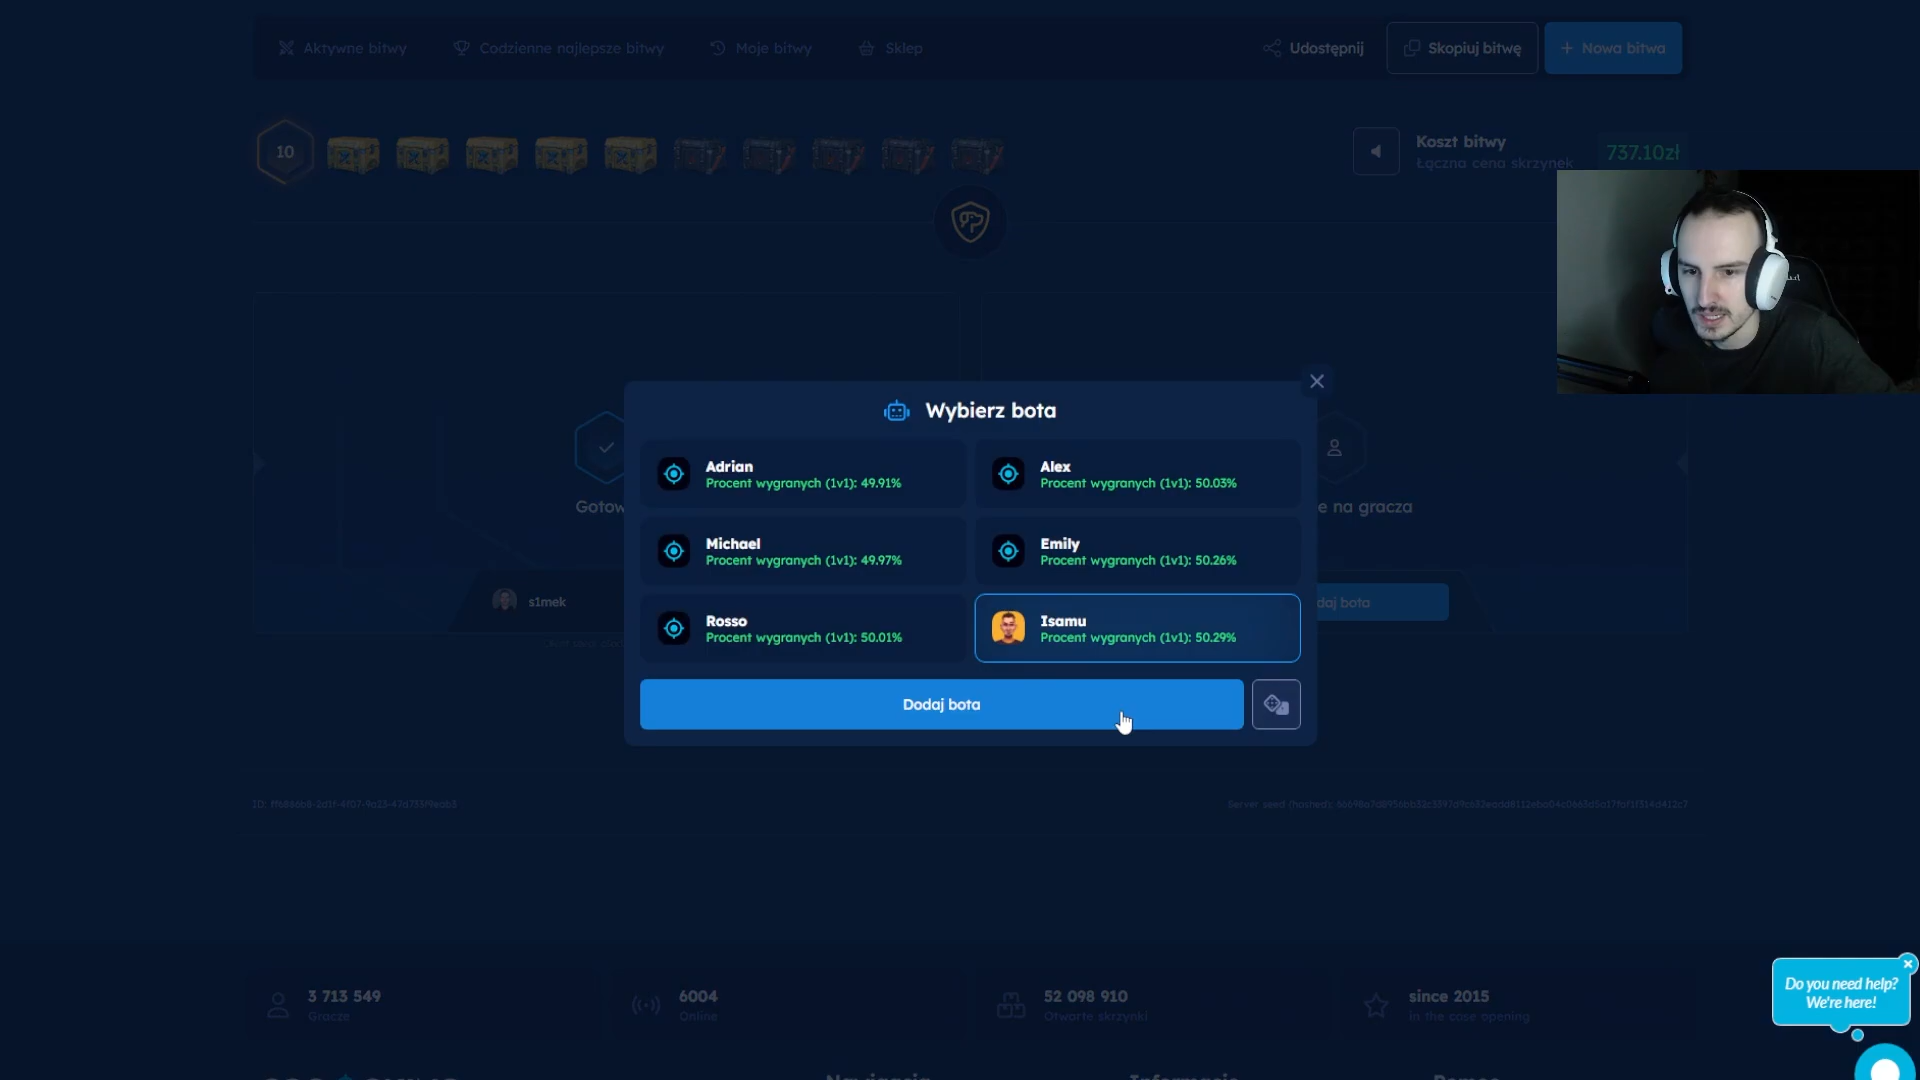 Aktywne bitwy
Codzienne najlepsze bitwy
Moje bitwy
Sklep
Udostępnij
Skopiuj bitwę
+ Nowa bitwa
10
Koszt bitwy
Łączna cena skrzynek
737.10zł
Wybierz bota
Adrian
Procent wygranych (1v1): 49.91%
Alex
Procent wygranych (1v1): 50.03%
Michael
Procent wygranych (1v1): 49.97%
Emily
Procent wygranych (1v1): 50.26%
Rosso
Procent wygranych (1v1): 50.01%
Isamu
Procent wygranych (1v1): 50.29%
Dodaj bota
Gotow
e na gracza
s1mek
daj bota
3 713 549
Gracze
6004
Online
52 098 910
Otwarte skrzynki
since 2015
in the case opening
Do you need help?
We're here!
Nawigacja
Informacje
Pomoc